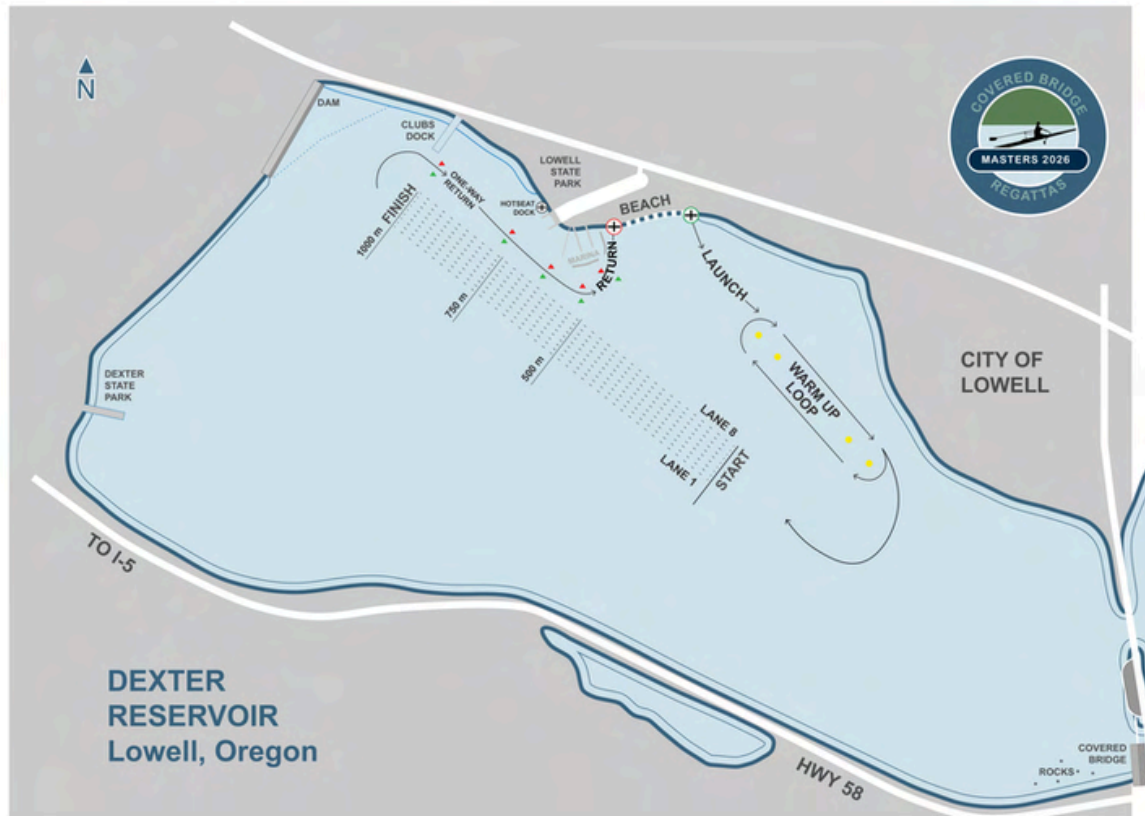 N
DAM
CLUBS
DOCK
LOWELL
STATE
PARK
COVERED BRIDGE
MASTERS 2026
REGATTAS
ONE-WAY
RETURN
HOTSEAT
DOCK
BEACH
MARINA
RETURN
LAUNCH
FINISH
1000 m
750 m
500 m
WARM UP
LOOP
CITY OF
LOWELL
DEXTER
STATE
PARK
LANE 8
LANE 1
START
TO I-5
DEXTER
RESERVOIR
Lowell, Oregon
HWY 58
COVERED
BRIDGE
ROCKS